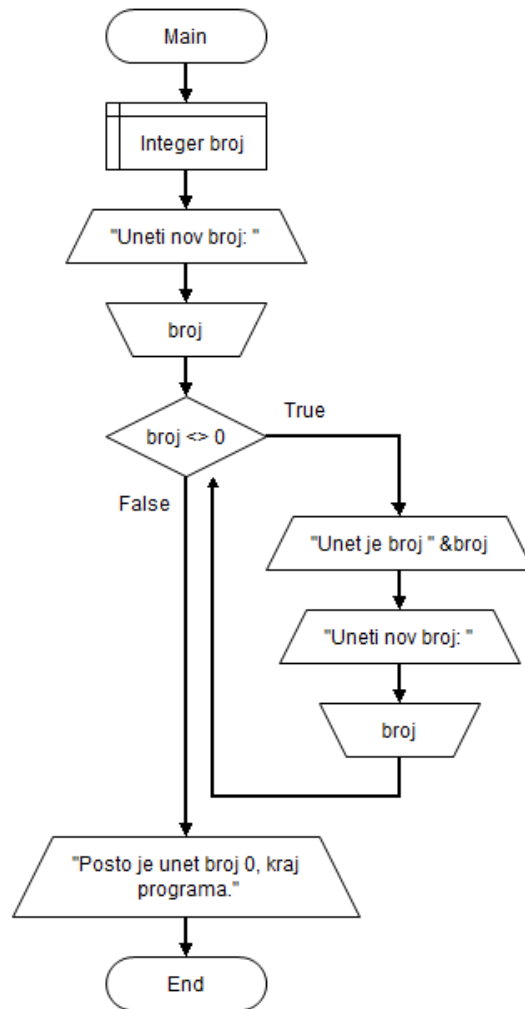 Main
Integer broj
"Uneti nov broj: "
broj
broj <> 0
True
False
"Unet je broj " &broj
"Uneti nov broj: "
broj
"Posto je unet broj 0, kraj
programa."
End